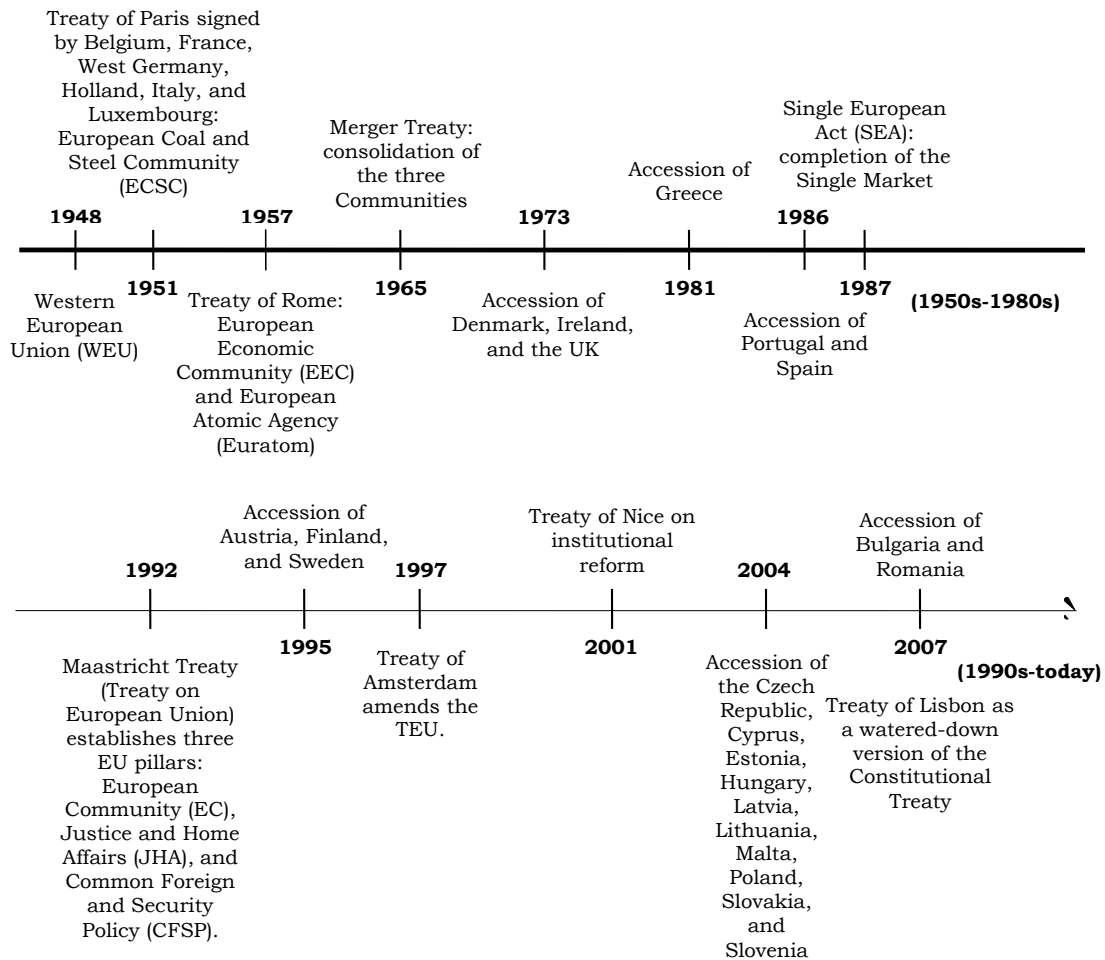 Treaty of Paris signed
by Belgium, France,
West Germany,
Holland, Italy, and
Luxembourg:
European Coal and
Steel Community
(ECSC)
Merger Treaty:
consolidation of
the three
Communities
Accession of
Greece
Single European
Act (SEA):
completion of the
Single Market
1948
1957
1973
1986
1951
1965
1981
1987
(1950s-1980s)
Western
European
Union (WEU)
Treaty of Rome:
European
Economic
Community (EEC)
and European
Atomic Agency
(Euratom)
Accession of
Denmark, Ireland,
and the UK
Accession of
Portugal and
Spain
Accession of
Austria, Finland,
and Sweden
Treaty of Nice on
institutional
reform
Accession of
Bulgaria and
Romania
1992
1997
2004
1995
2001
2007
(1990s-today)
Maastricht Treaty
(Treaty on
European Union)
establishes three
EU pillars:
European
Community (EC),
Justice and Home
Affairs (JHA), and
Common Foreign
and Security
Policy (CFSP).
Treaty of
Amsterdam
amends the
TEU.
Accession of
the Czech
Republic,
Cyprus,
Estonia,
Hungary,
Latvia,
Lithuania,
Malta,
Poland,
Slovakia,
and
Slovenia
Treaty of Lisbon as
a watered-down
version of the
Constitutional
Treaty